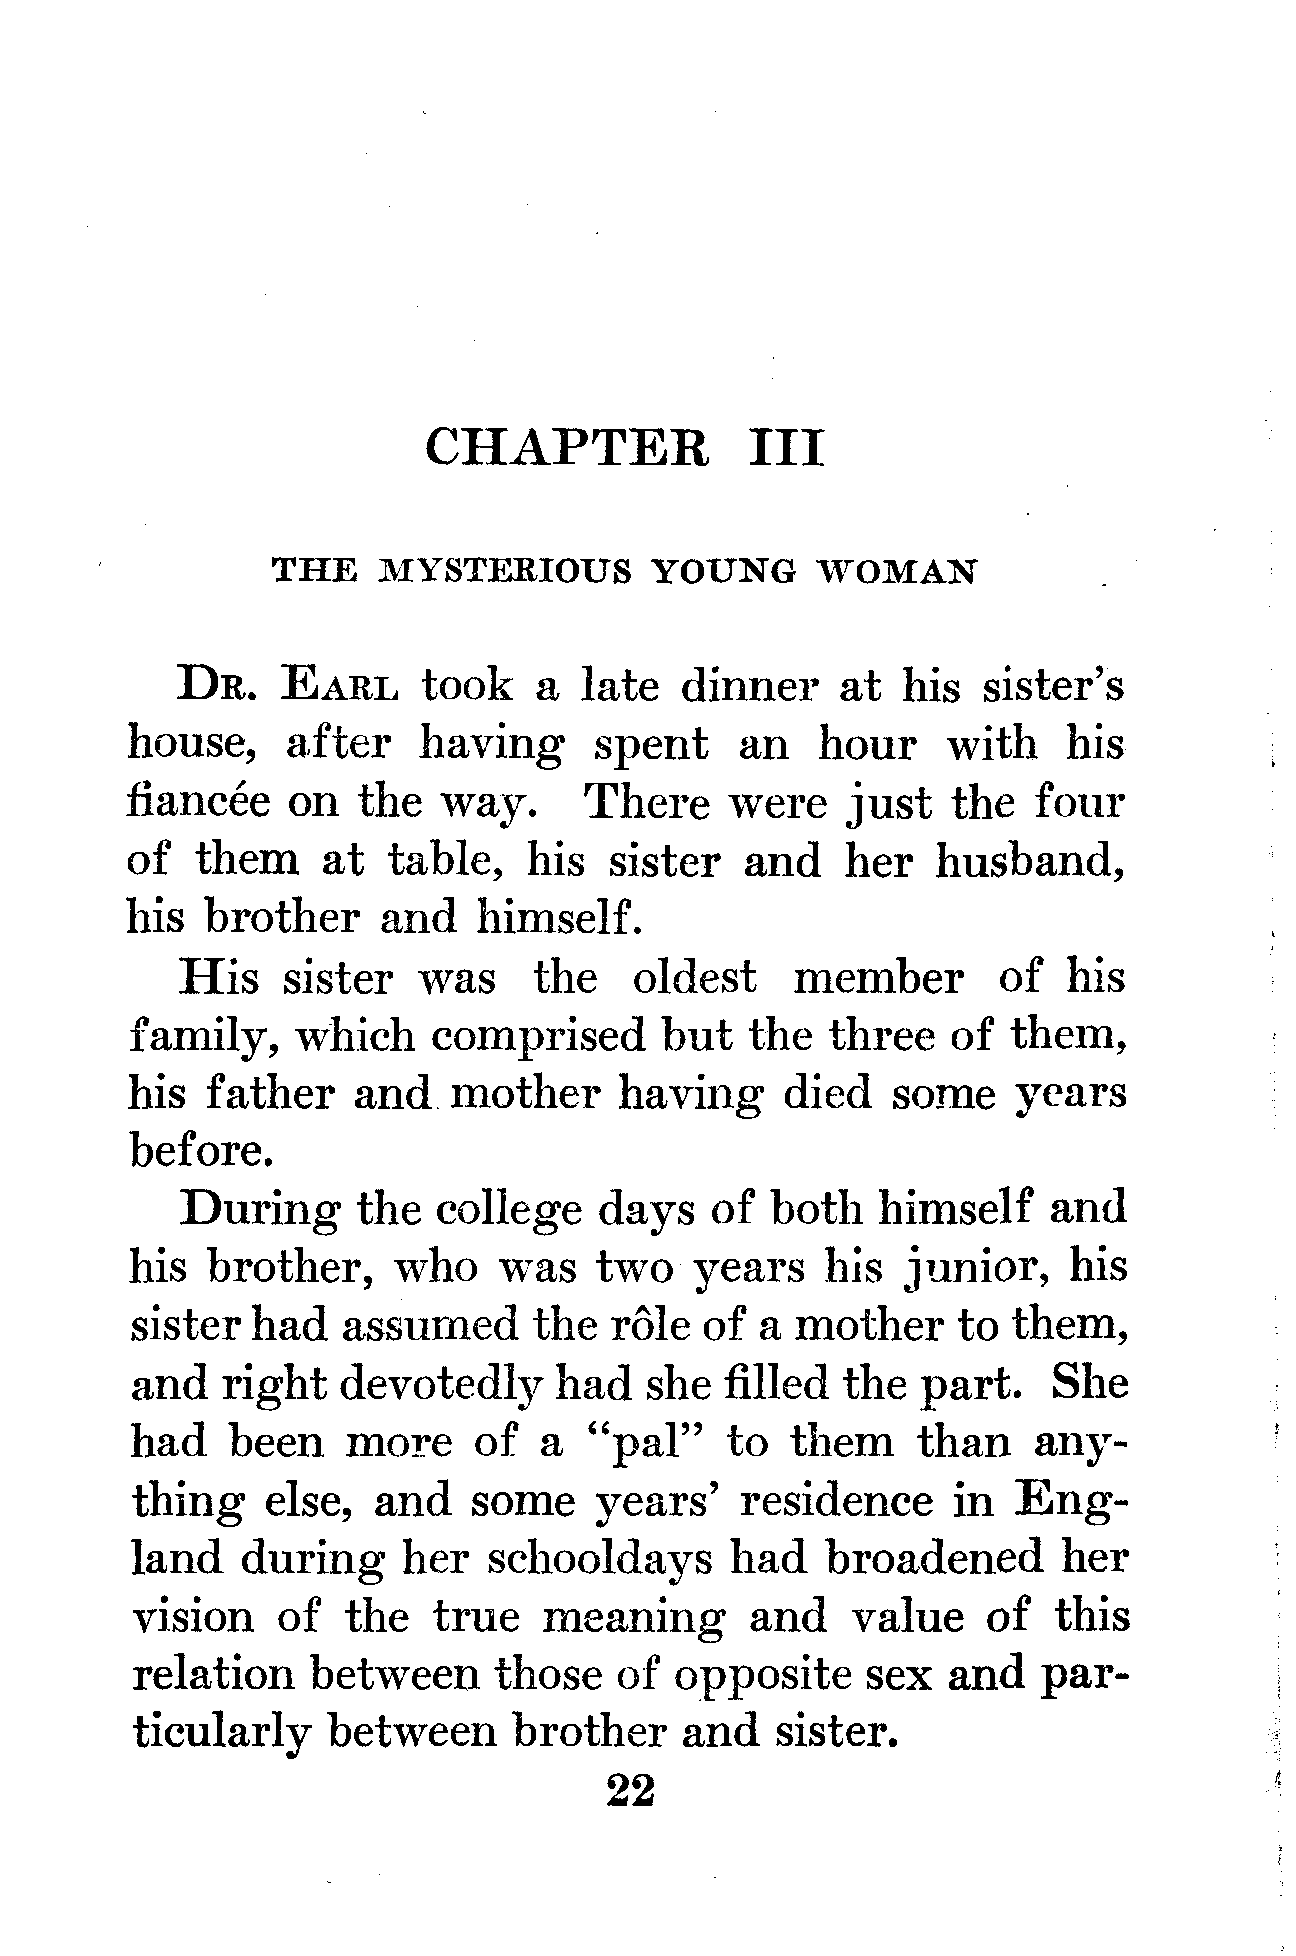 CHAPTER III
THE MYSTERIOUS YOUNG WOMAN
DR. EARL took a late dinner at his sister's
house, after having spent an hour with his
fiancée on the way. There were just the four
of them at table, his sister and her husband,
his brother and himself.
His sister was the oldest member of his
family, which comprised but the three of them,
his father and mother having died some years
before.
During the college days of both himself and
his brother, who was two years his junior, his
sister had assumed the rôle of a mother to them,
and right devotedly had she filled the part. She
had been more of a “pal” to them than any-
thing else, and some years’ residence in Eng-
land during her schooldays had broadened her
vision of the true meaning and value of this
relation between those of opposite sex and par-
ticularly between brother and sister.
22